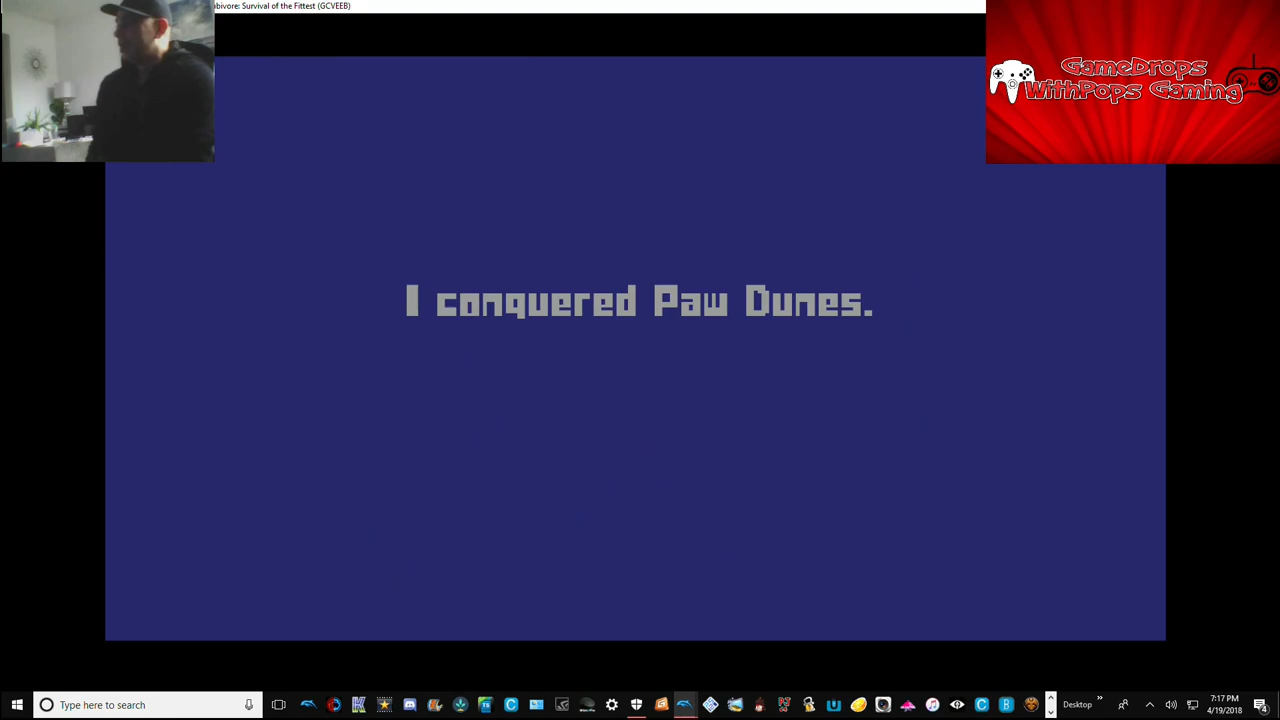 bivore: Survival of the Fittest (GCVEEB)
GameDrops
WithPops Gaming
I conquered Paw Dunes.
Type here to search
Desktop
7:17 PM
4/19/2018